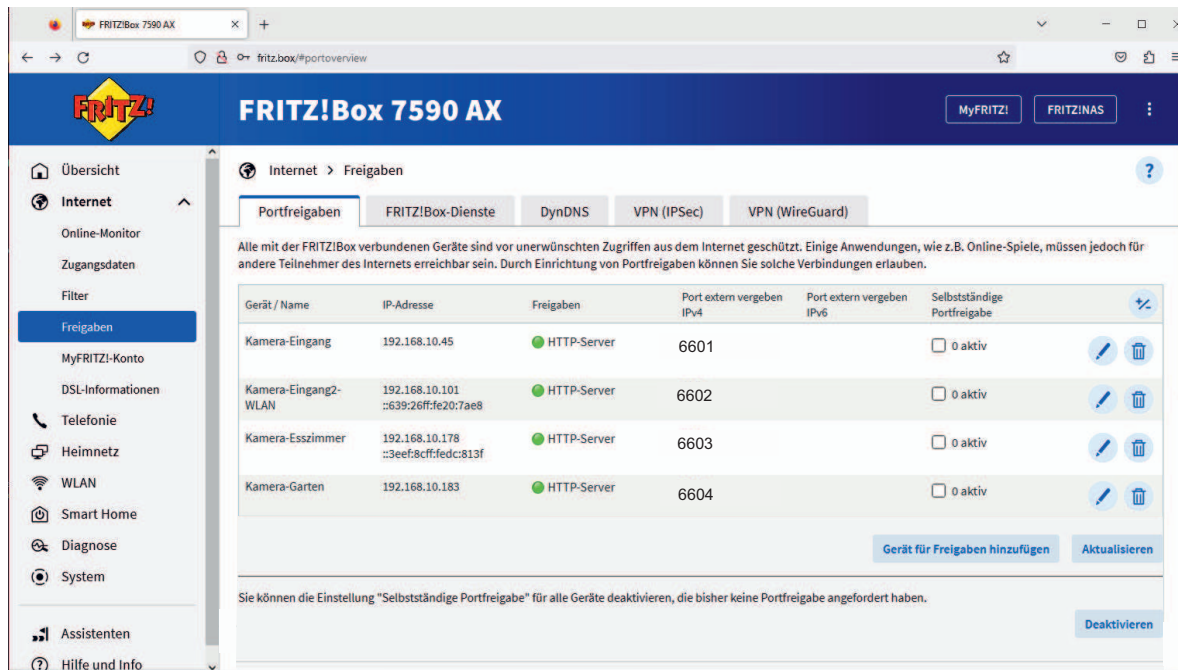 FRITZ!Box 7590 AX
fritz.box/#portoverview
FRITZ!
FRITZ!Box 7590 AX
MyFRITZ!
FRITZ!NAS
Übersicht
Internet
Online-Monitor
Zugangsdaten
Filter
Freigaben
MyFRITZ!-Konto
DSL-Informationen
Telefonie
Heimnetz
WLAN
Smart Home
Diagnose
System
Assistenten
Hilfe und Info
Internet > Freigaben
?
Portfreigaben FRITZ!Box-Dienste DynDNS VPN (IPSec) VPN (WireGuard)
Alle mit der FRITZ!Box verbundenen Geräte sind vor unerwünschten Zugriffen aus dem Internet geschützt. Einige Anwendungen, wie z.B. Online-Spiele, müssen jedoch für
andere Teilnehmer des Internets erreichbar sein. Durch Einrichtung von Portfreigaben können Sie solche Verbindungen erlauben.
Gerät / Name IP-Adresse Freigaben Port extern vergeben IPv4 Port extern vergeben IPv6 Selbstständige Portfreigabe
Kamera-Eingang 192.168.10.45 HTTP-Server 6601 0 aktiv
Kamera-Eingang2- 192.168.10.101 HTTP-Server 6602 0 aktiv
WLAN ::639:26ff:fe20:7ae8
Kamera-Esszimmer 192.168.10.178 HTTP-Server 6603 0 aktiv
::3eef:8cff:fedc:813f
Kamera-Garten 192.168.10.183 HTTP-Server 6604 0 aktiv
Gerät für Freigaben hinzufügen Aktualisieren
Sie können die Einstellung "Selbstständige Portfreigabe" für alle Geräte deaktivieren, die bisher keine Portfreigabe angefordert haben.
Deaktivieren